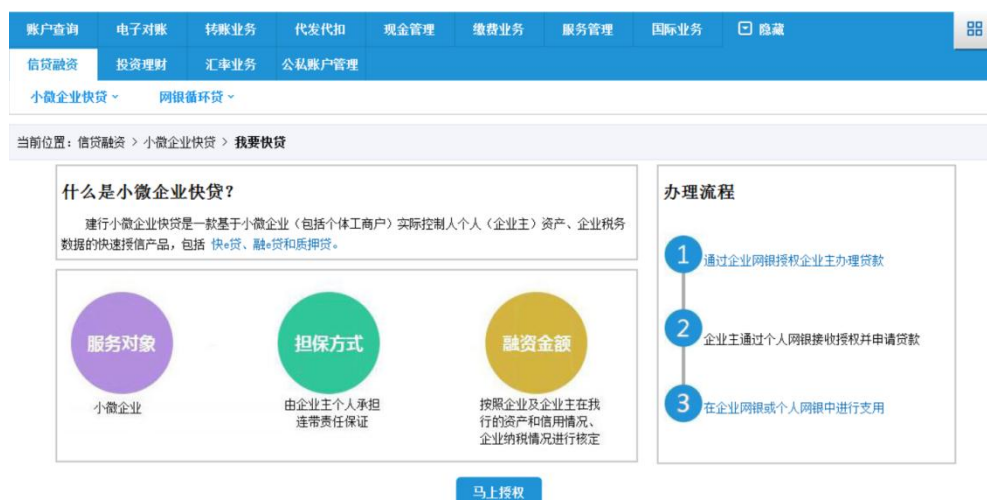 账户查询 电子对账 转账业务 代发代扣 现金管理 缴费业务 服务管理 国际业务 隐藏
信贷融资 投资理财 汇率业务 公私账户管理
小微企业快贷 网银循环贷
当前位置：信贷融资 > 小微企业快贷 > 我要快贷
什么是小微企业快贷？
建行小微企业快贷是一款基于小微企业（包括个体工商户）实际控制人个人（企业主）资产、企业税务
数据的快速授信产品，包括 快e贷、融e贷和质押贷。
服务对象
小微企业
担保方式
由企业主个人承担
连带责任保证
融资金额
按照企业及企业主在我
行的资产和信用情况、
企业纳税情况进行核定
办理流程
1 通过企业网银授权企业主办理贷款
2 企业主通过个人网银接收授权并申请贷款
3 在企业网银或个人网银中进行支用
马上授权